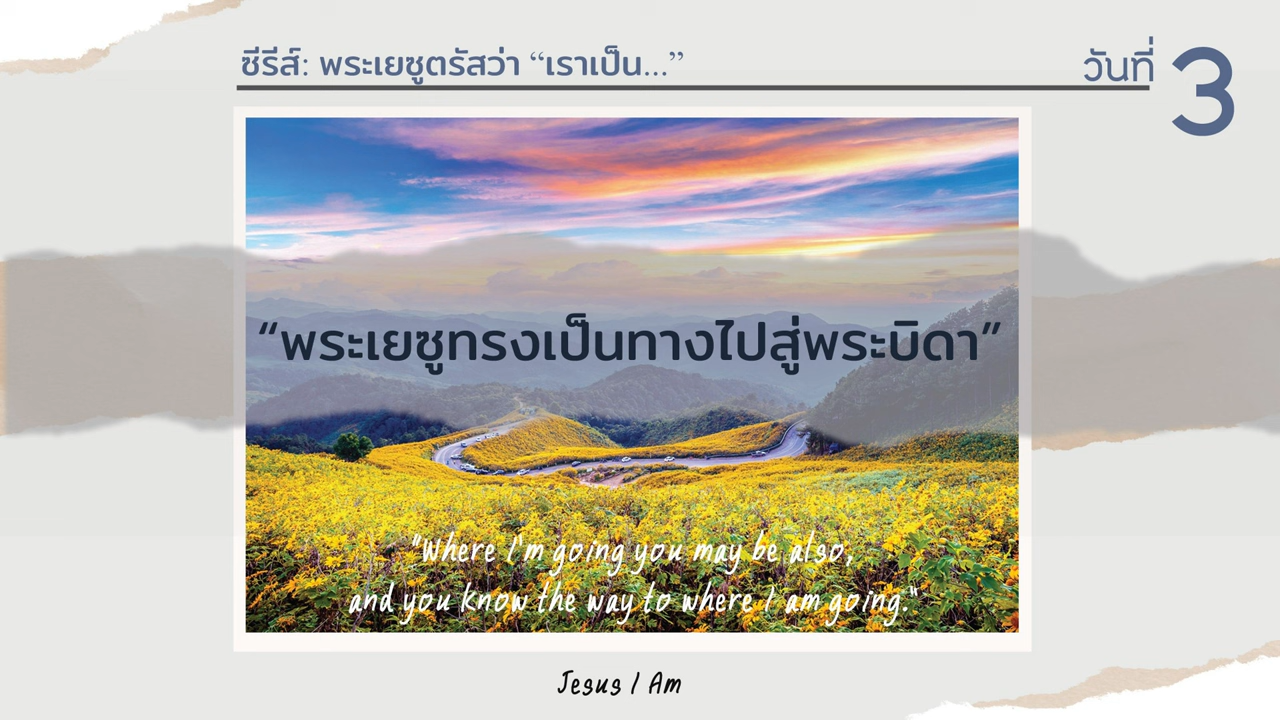 ซีรีส์: พระเยซูตรัสว่า “เราเป็น...”
วันที่ 3
“พระเยซูทรงเป็นทางไปสู่พระบิดา”
"Where I'm going you may be also,
and you know the way to where I am going."
Jesus I Am